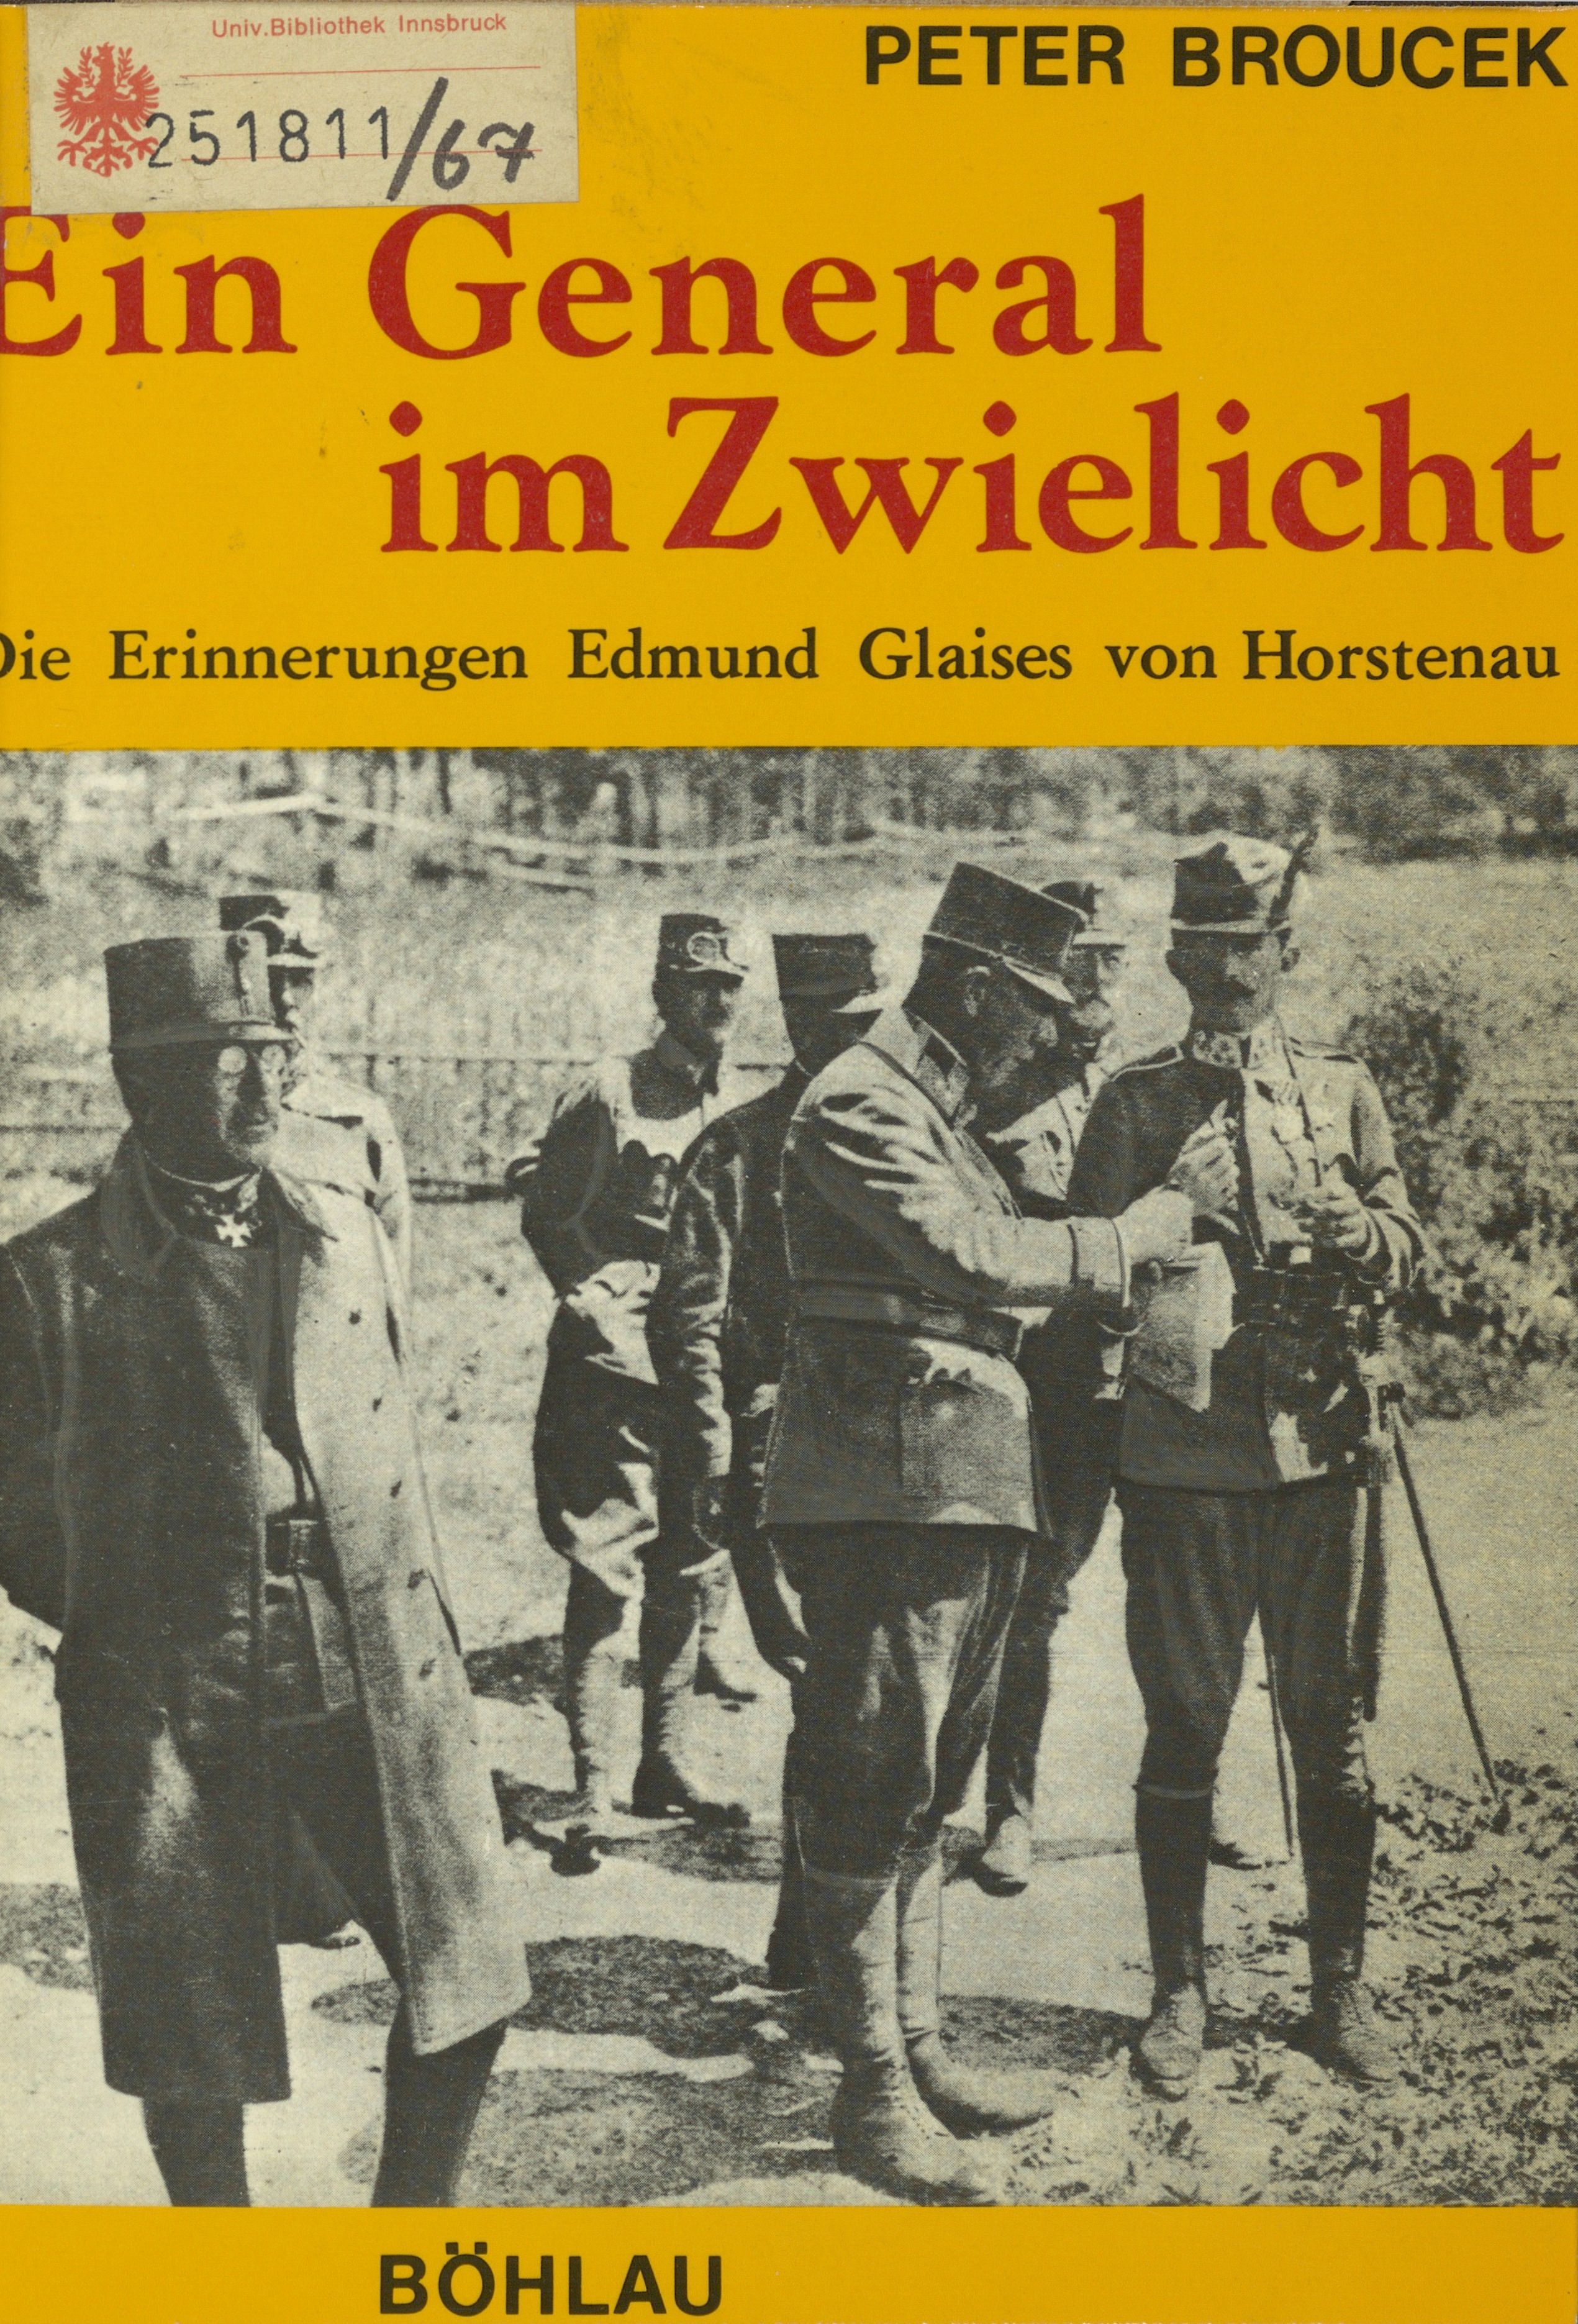 Univ.Bibliothek Innsbruck
251811/67
PETER BROUCEK
Ein General
im Zwielicht
Die Erinnerungen Edmund Glaises von Horstenau
BÖHLAU